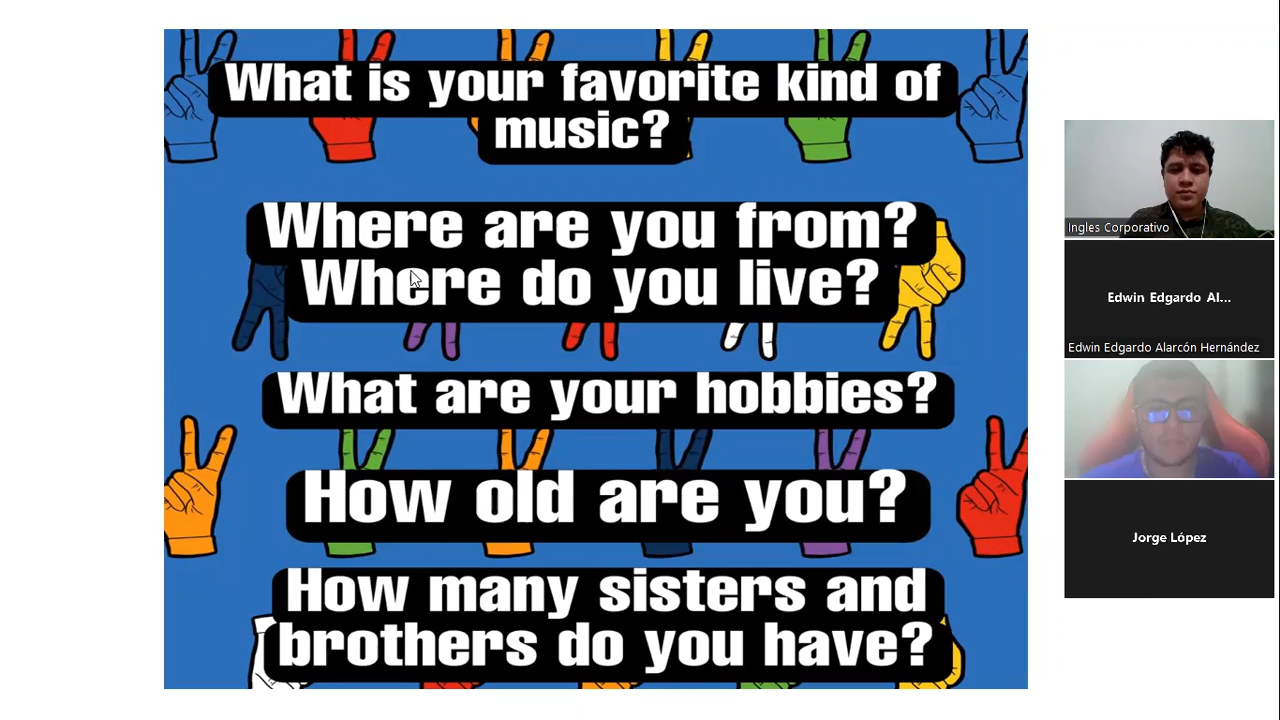 What is your favorite kind of
music?
Where are you from?
Where do you live?
What are your hobbies?
How old are you?
How many sisters and
brothers do you have?
Ingles Corporativo
Edwin Edgardo Al...
Edwin Edgardo Alarcón Hernández
Jorge López